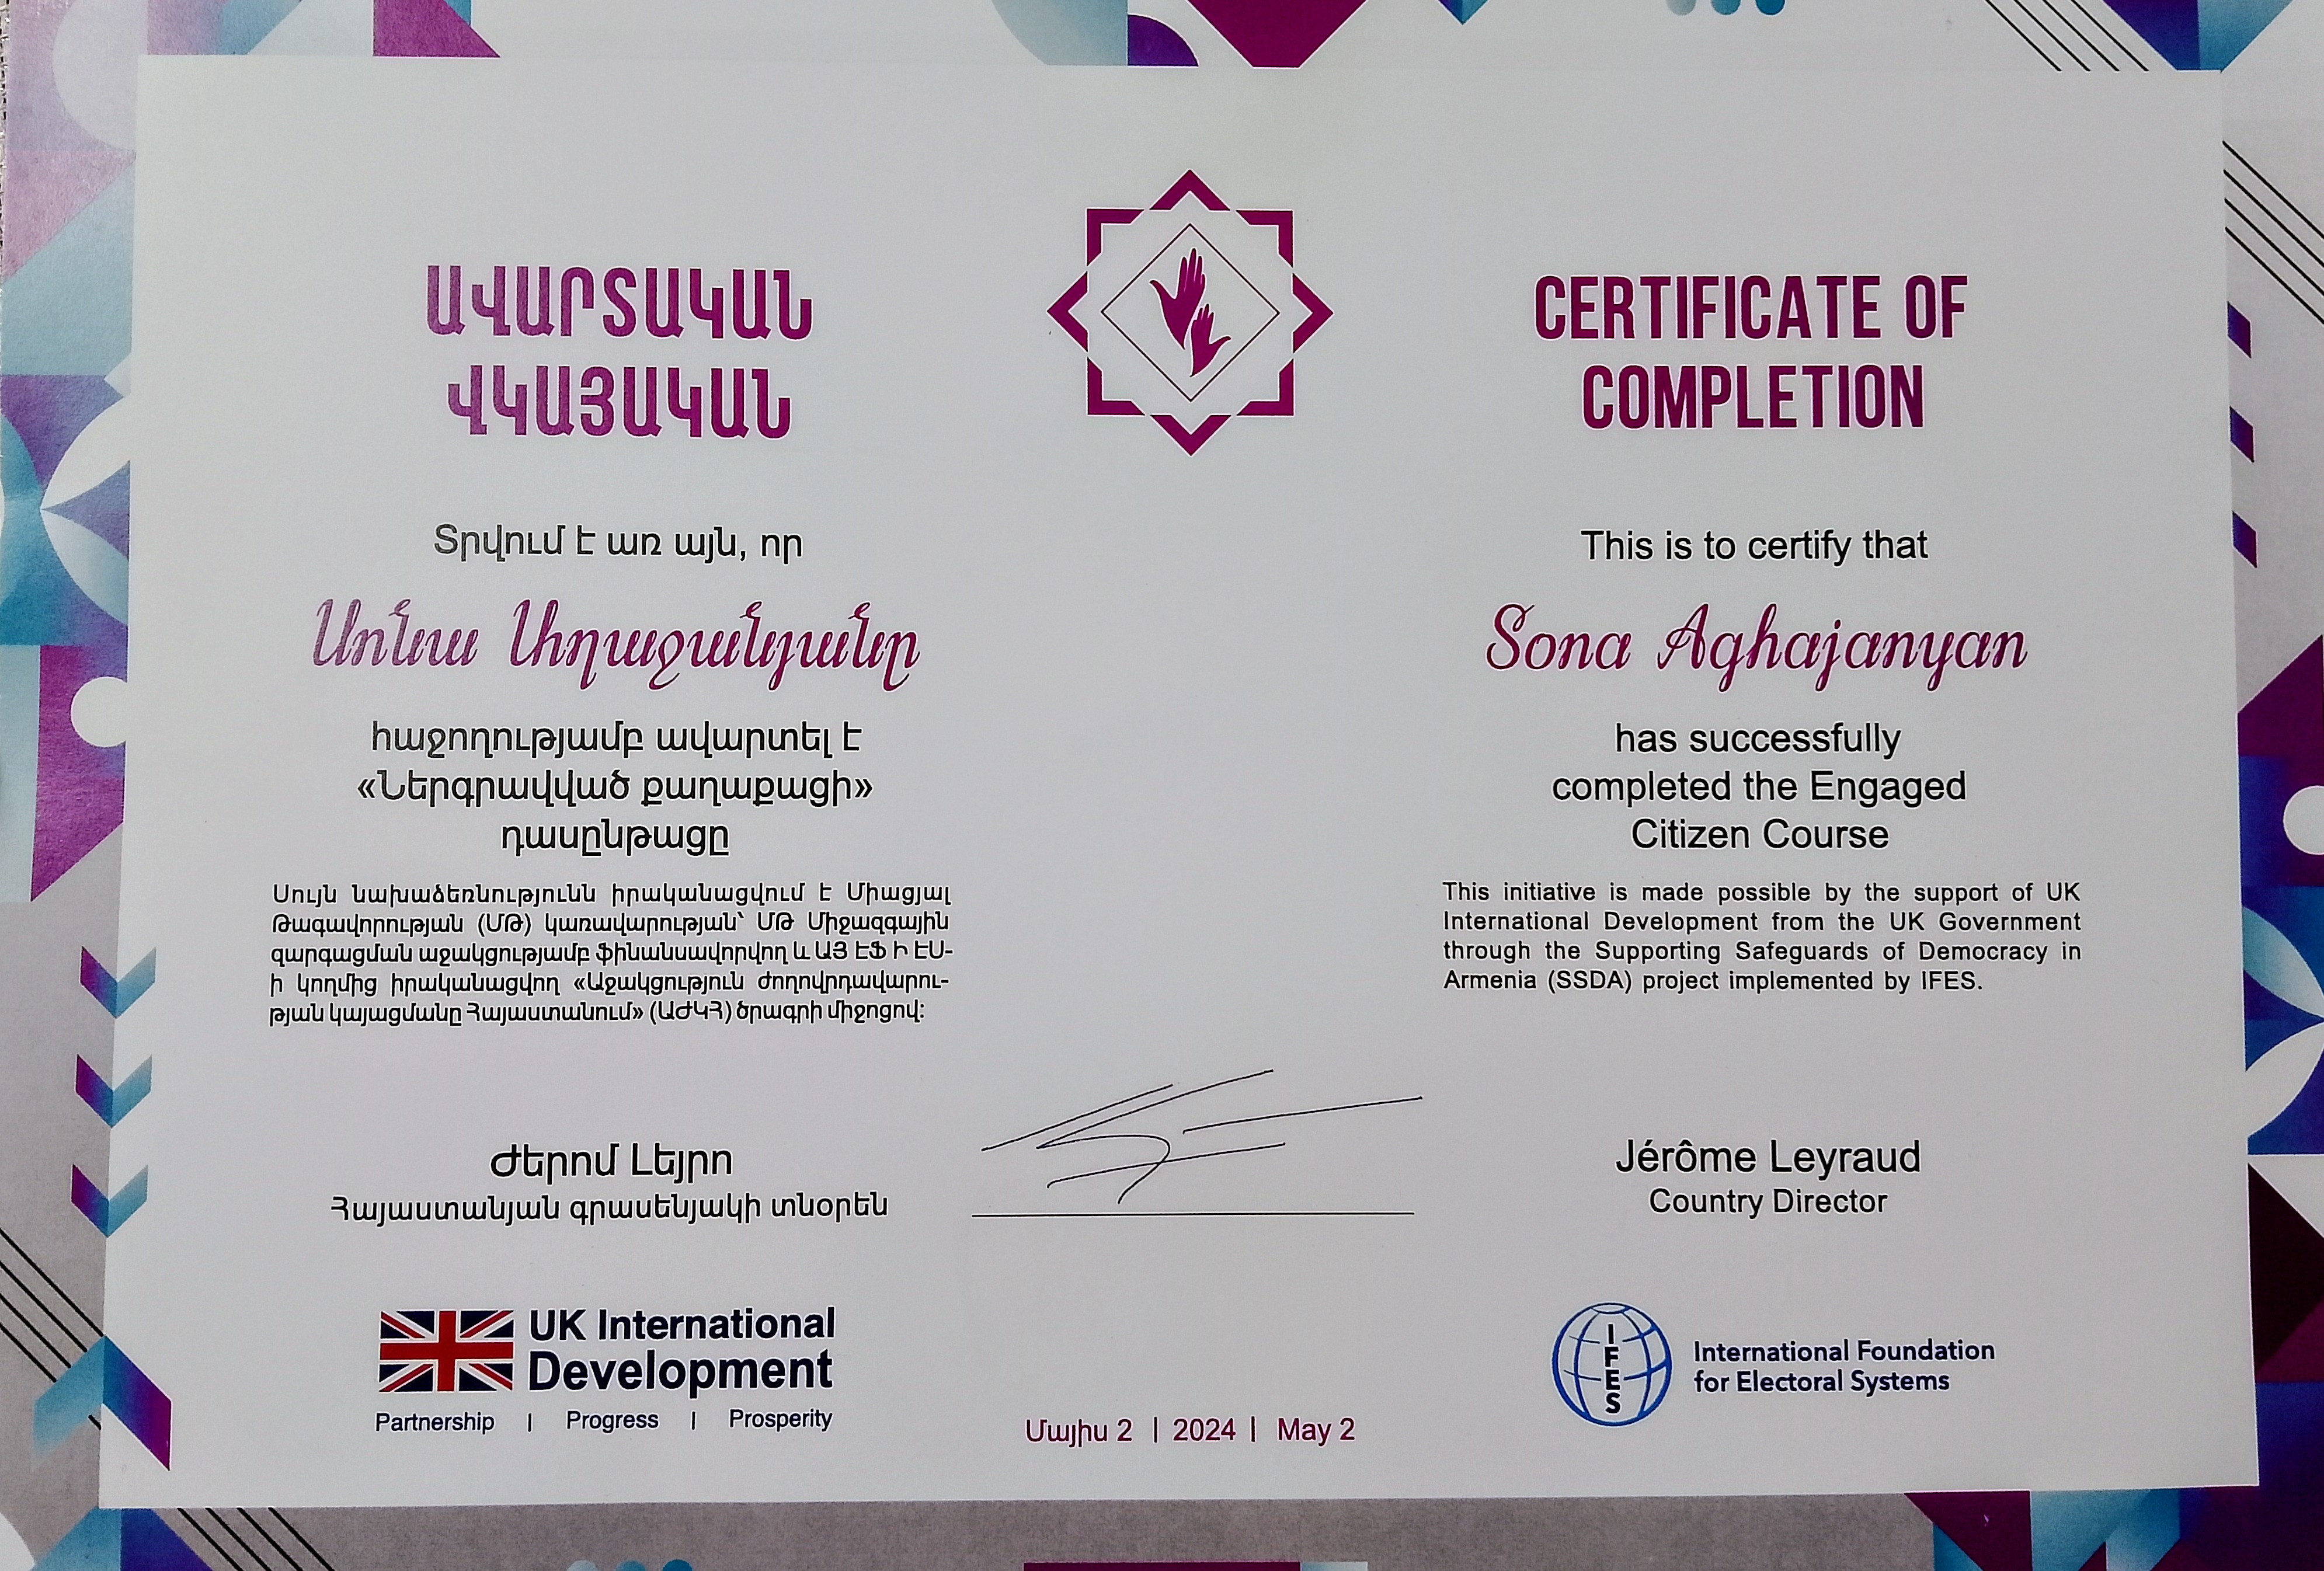 ԱՎԱՐՏԱԿԱՆ
ՎԿԱՅԱԿԱՆ
Տրվում է առ այն, որ
Սոնա Աղաջանյանը
հաջողությամբ ավարտել է
«Ներգրավված քաղաքացի»
դասընթացը
Սույն նախաձեռնությունն իրականացվում է Միացյալ
Թագավորության (ՄԹ) կառավարության՝ ՄԹ Միջազգային
զարգացման աջակցությամբ ֆինանսավորվող և ԱՅ ԷՖ Ի ԷՍ-
ի կողմից իրականացվող «Աջակցություն ժողովրդավարու-
թյան կայացմանը Հայաստանում» (ԱԺԿՀ) ծրագրի միջոցով:
Ժերոմ Լեյրո
Հայաստանյան գրասենյակի տնօրեն
UK International
Development
Partnership | Progress | Prosperity
Մայիս 2 | 2024 | May 2
CERTIFICATE OF
COMPLETION
This is to certify that
Sona Aghajanyan
has successfully
completed the Engaged
Citizen Course
This initiative is made possible by the support of UK
International Development from the UK Government
through the Supporting Safeguards of Democracy in
Armenia (SSDA) project implemented by IFES.
Jérôme Leyraud
Country Director
IFES
International Foundation
for Electoral Systems